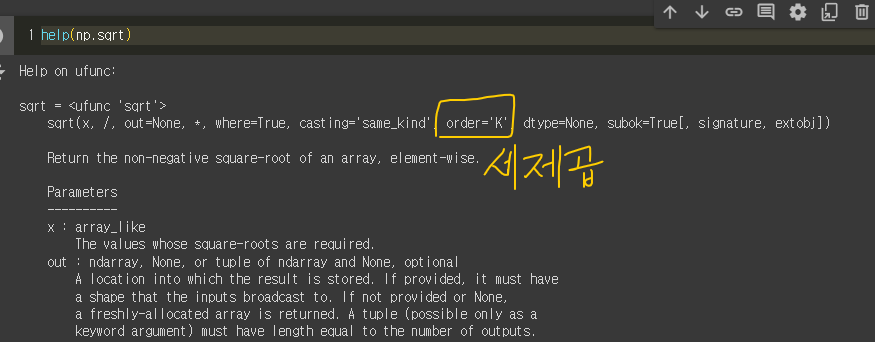 1 help(np.sqrt)
Help on ufunc:
sqrt = <ufunc 'sqrt'>
sqrt(x, /, out=None, *, where=True, casting='same_kind', order='K', dtype=None, subok=True[, signature, extobj])
Return the non-negative square-root of an array, element-wise.
세제곱
Parameters
----------
x : array_like
The values whose square-roots are required.
out : ndarray, None, or tuple of ndarray and None, optional
A location into which the result is stored. If provided, it must have
a shape that the inputs broadcast to. If not provided or None,
a freshly-allocated array is returned. A tuple (possible only as a
keyword argument) must have length equal to the number of outputs.